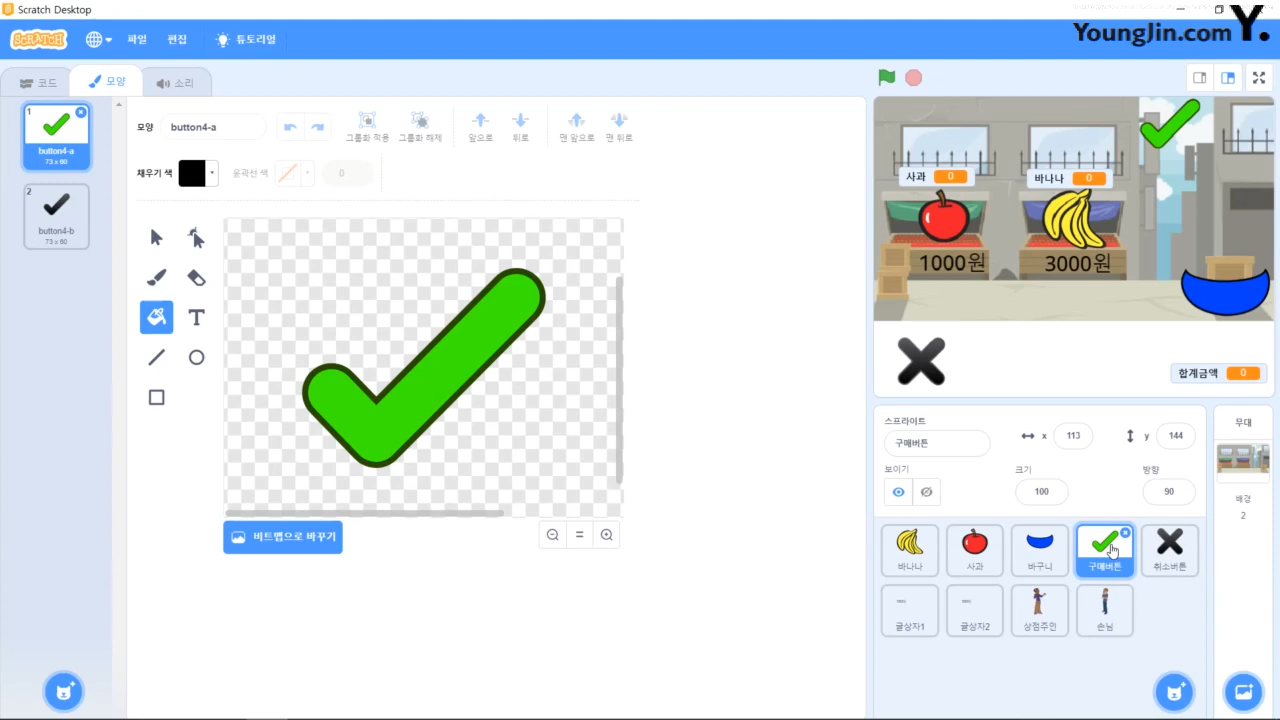 Scratch Desktop
YoungJin.com Y.
SCRATCH
파일
편집
튜토리얼
코드
모양
소리
1
button4-a
73 x 60
2
button4-b
73 x 60
모양
button4-a
그룹화 적용
그룹화 해제
앞으로
뒤로
맨 앞으로
맨 뒤로
채우기 색
윤곽선 색
0
비트맵으로 바꾸기
사과 0
바나나 0
1000원
3000원
합계금액 0
스프라이트
구매버튼
x 113
y 144
보이기
크기
방향
100
90
바나나
사과
바구니
구매버튼
취소버튼
글상자1
글상자2
상점주인
손님
무대
배경
2